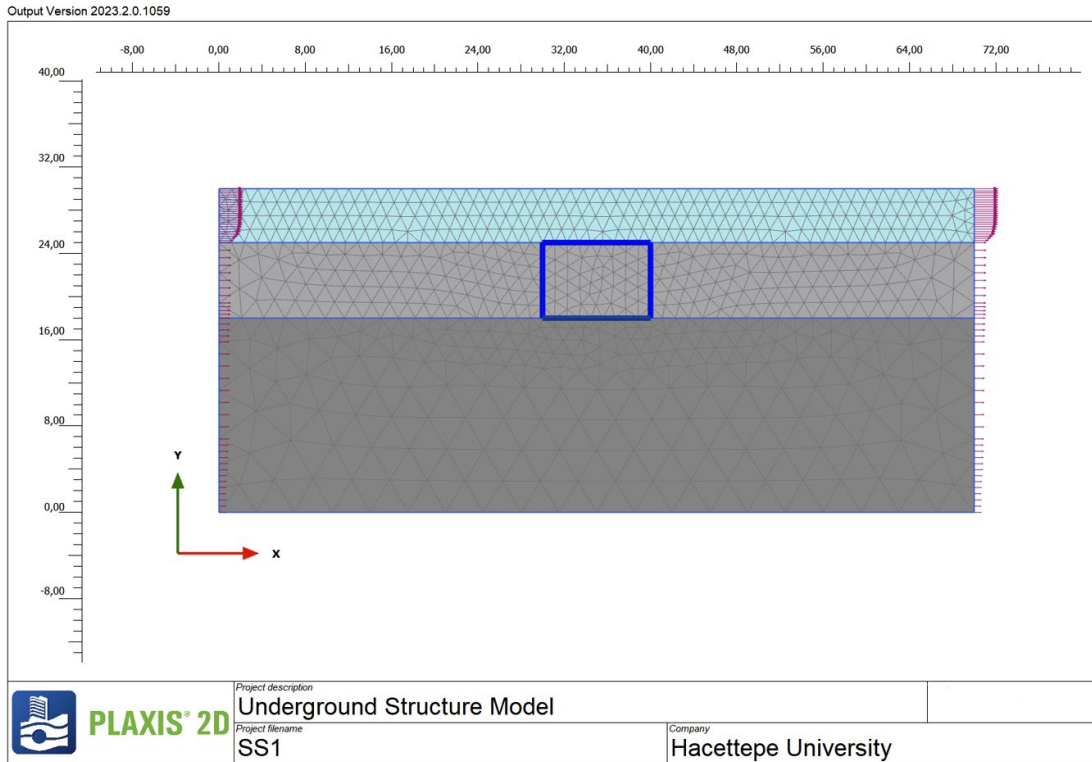 Output Version 2023.2.0.1059
-8,00 0,00 8,00 16,00 24,00 32,00 40,00 48,00 56,00 64,00 72,00
40,00
32,00
24,00
16,00
8,00
0,00
-8,00
Y
X
PLAXIS® 2D
Project description
Underground Structure Model
Project filename
SS1
Company
Hacettepe University